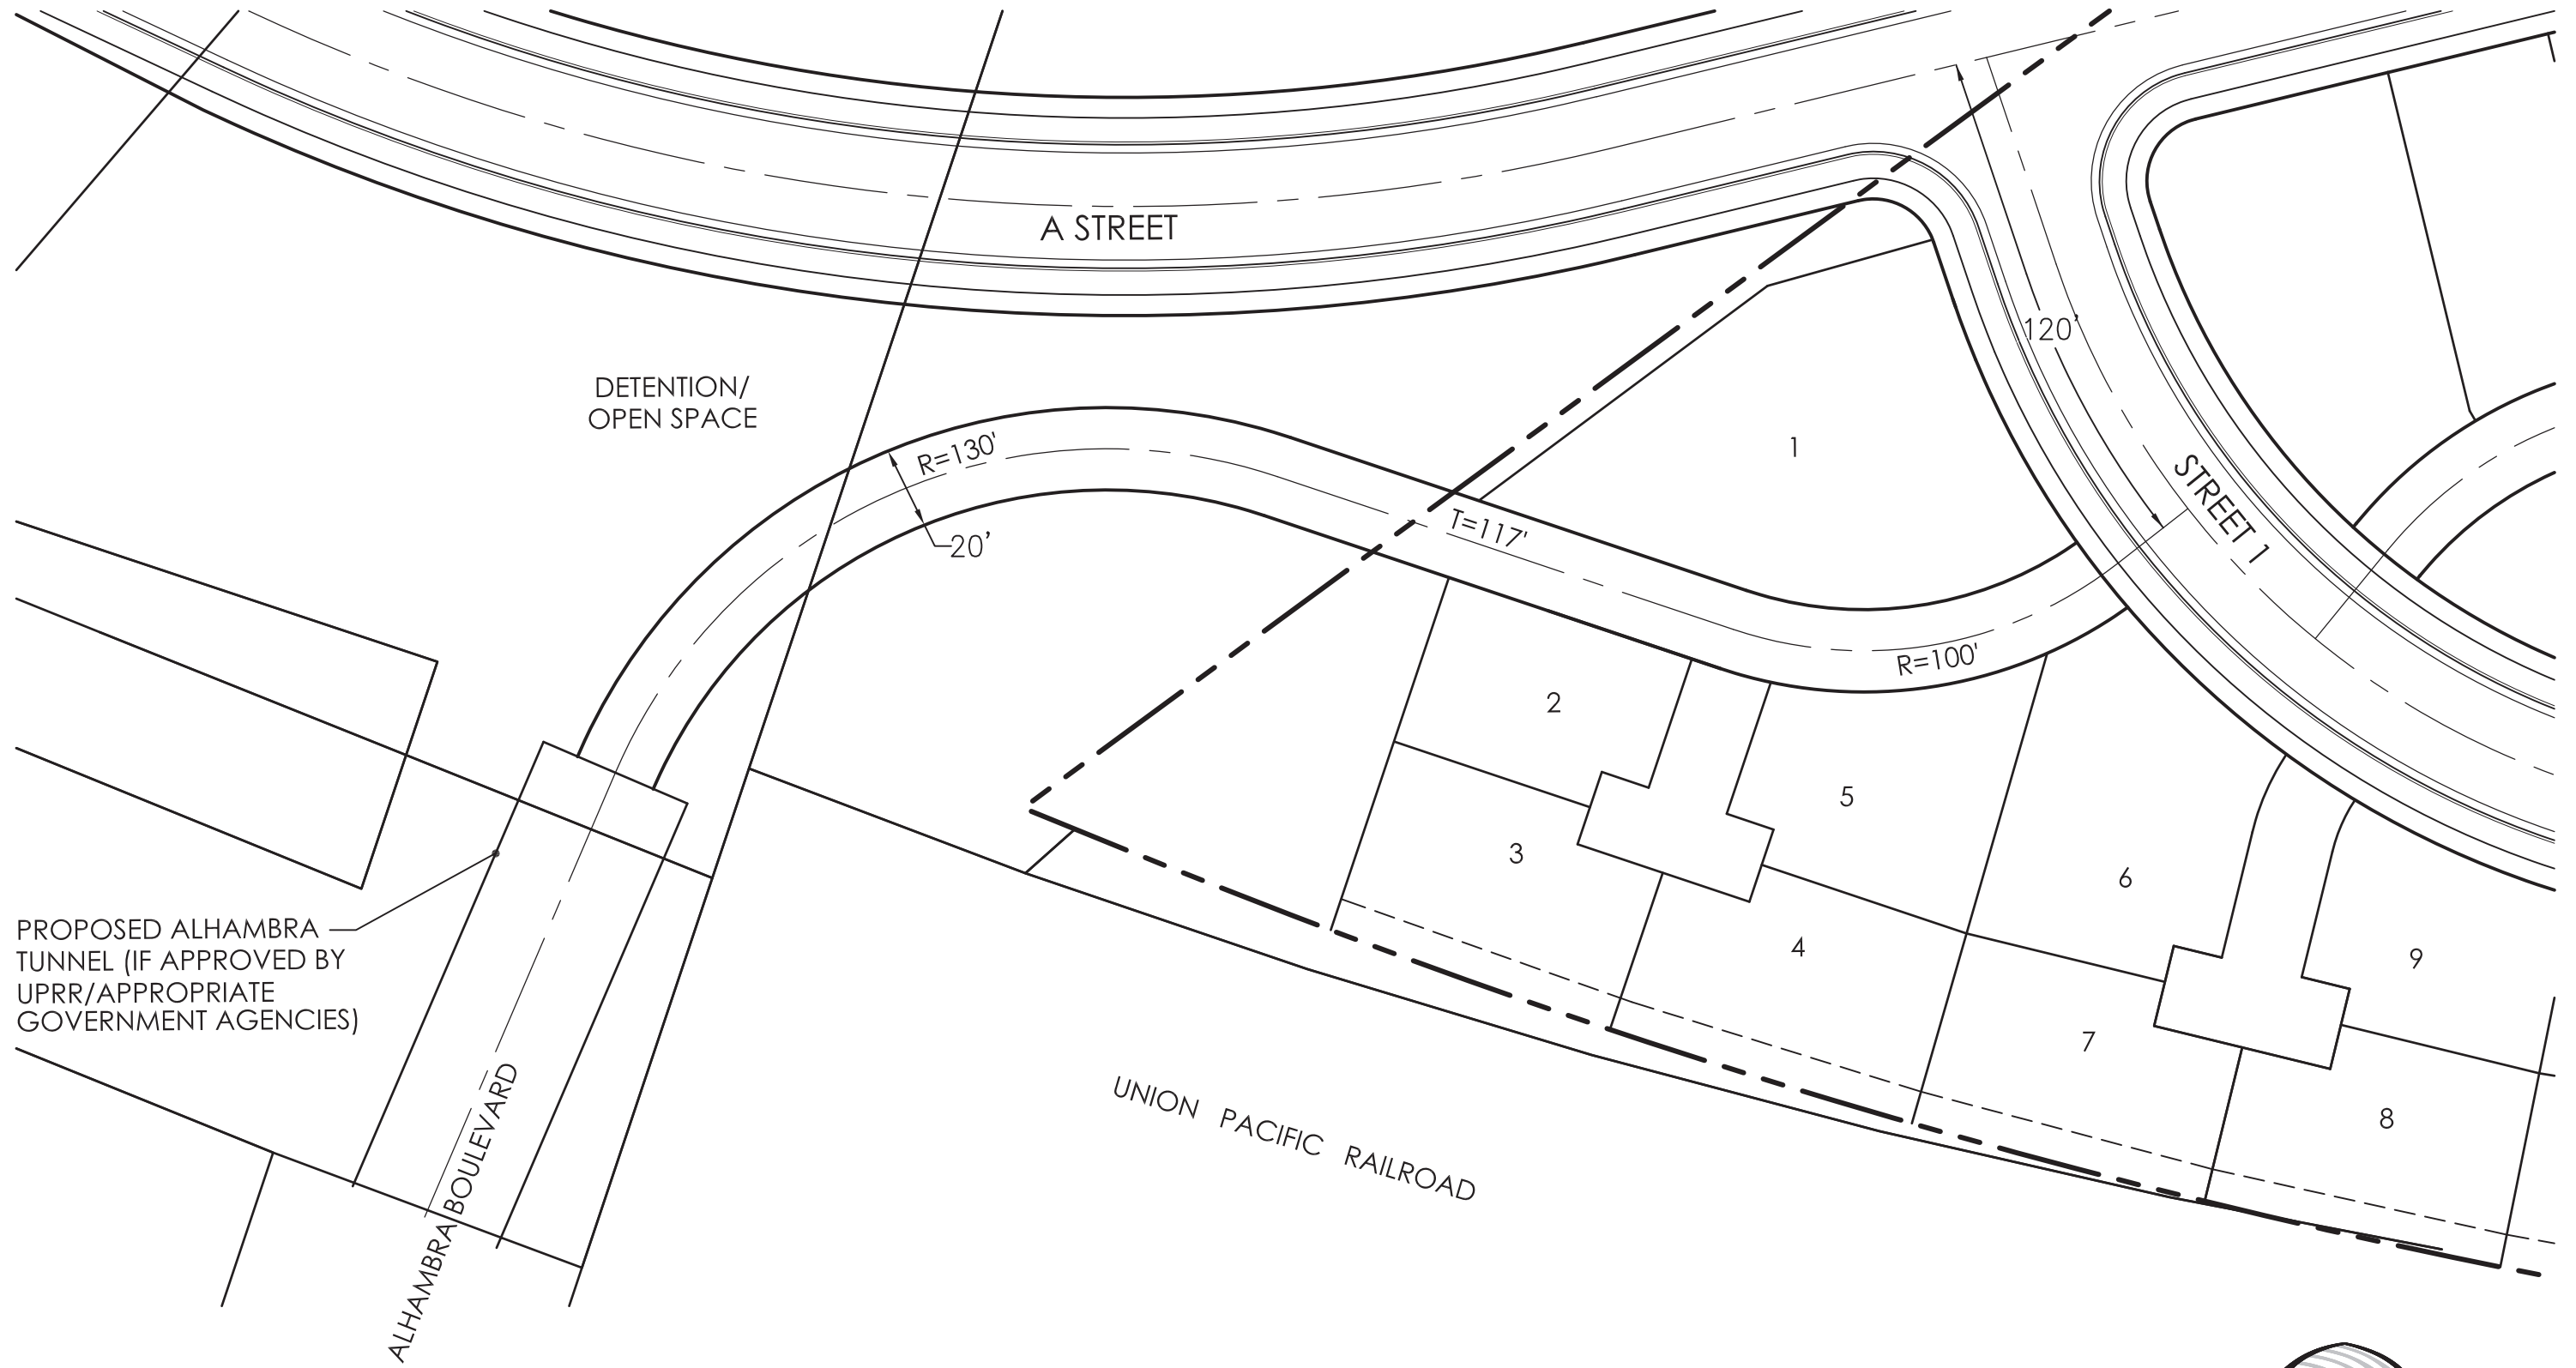 A STREET
120'
DETENTION/
OPEN SPACE
R=130'
20'
1
T=117'
STREET 1
R=100'
2
5
3
6
4
9
7
8
PROPOSED ALHAMBRA
TUNNEL (IF APPROVED BY
UPRR/APPROPRIATE
GOVERNMENT AGENCIES)
ALHAMBRA BOULEVARD
UNION PACIFIC RAILROAD